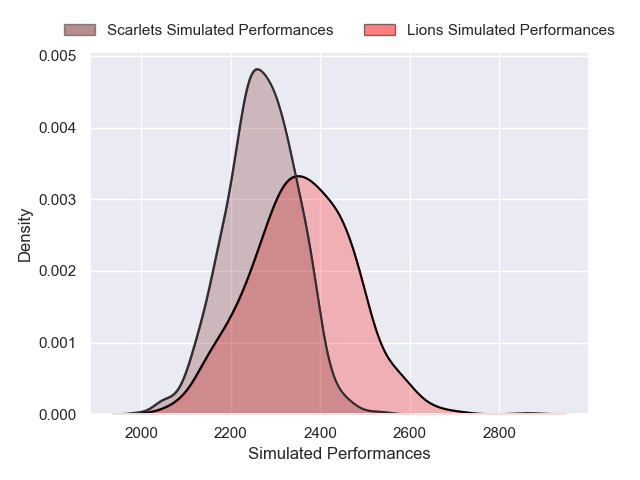 Scarlets Simulated Performances Lions Simulated Performances
0.005
0.004
0.003
0.002
0.001
0.000
Density
2000 2200 2400 2600 2800
Simulated Performances